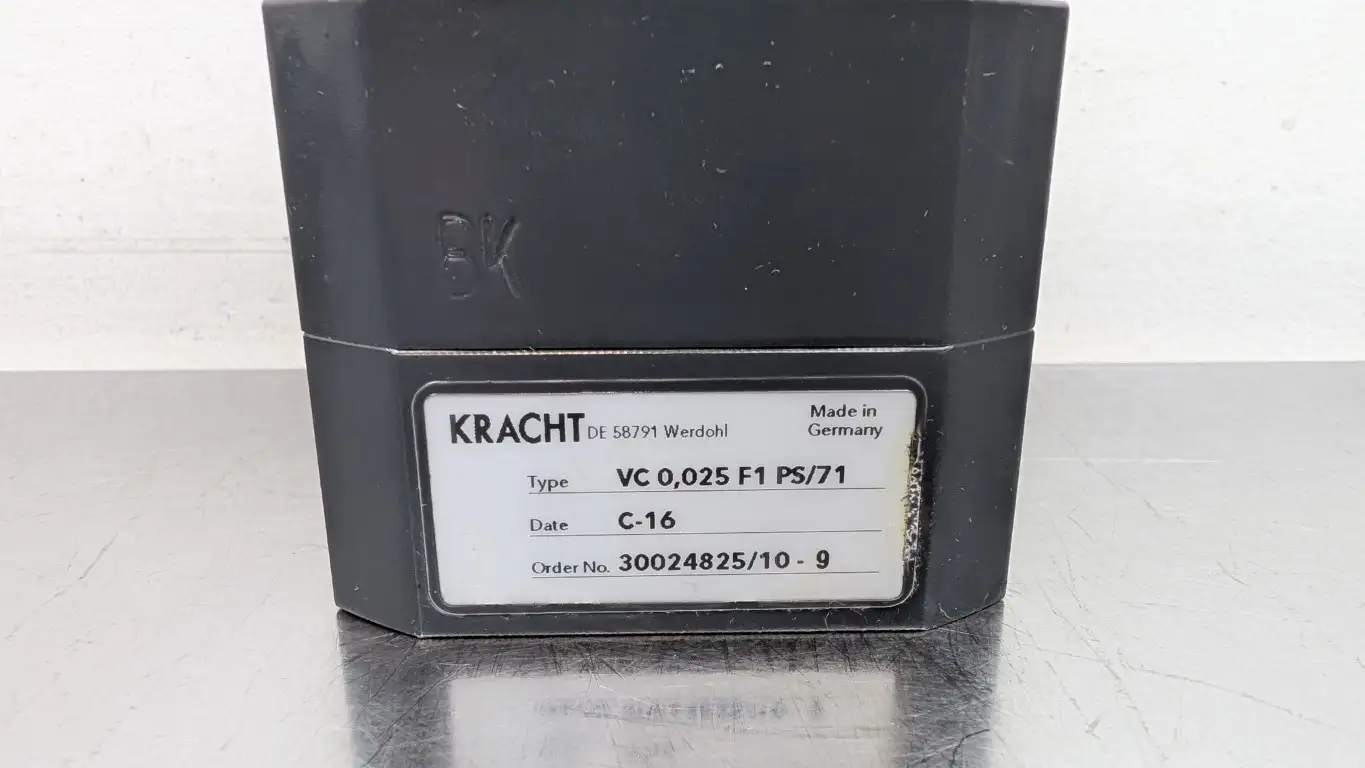 BK
KRACHT DE 58791 Werdohl
Made in
Germany
Type VC 0,025 F1 PS/71
Date C-16
Order No. 30024825/10 - 9